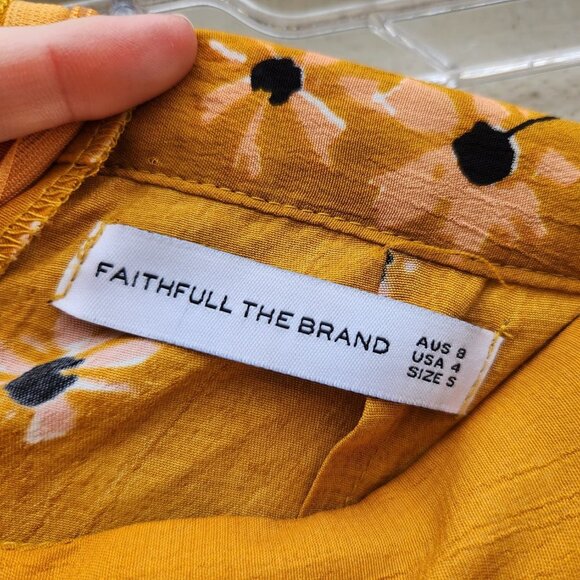 FAITHFULL THE BRAND
AUS 8
USA 4
SIZE S